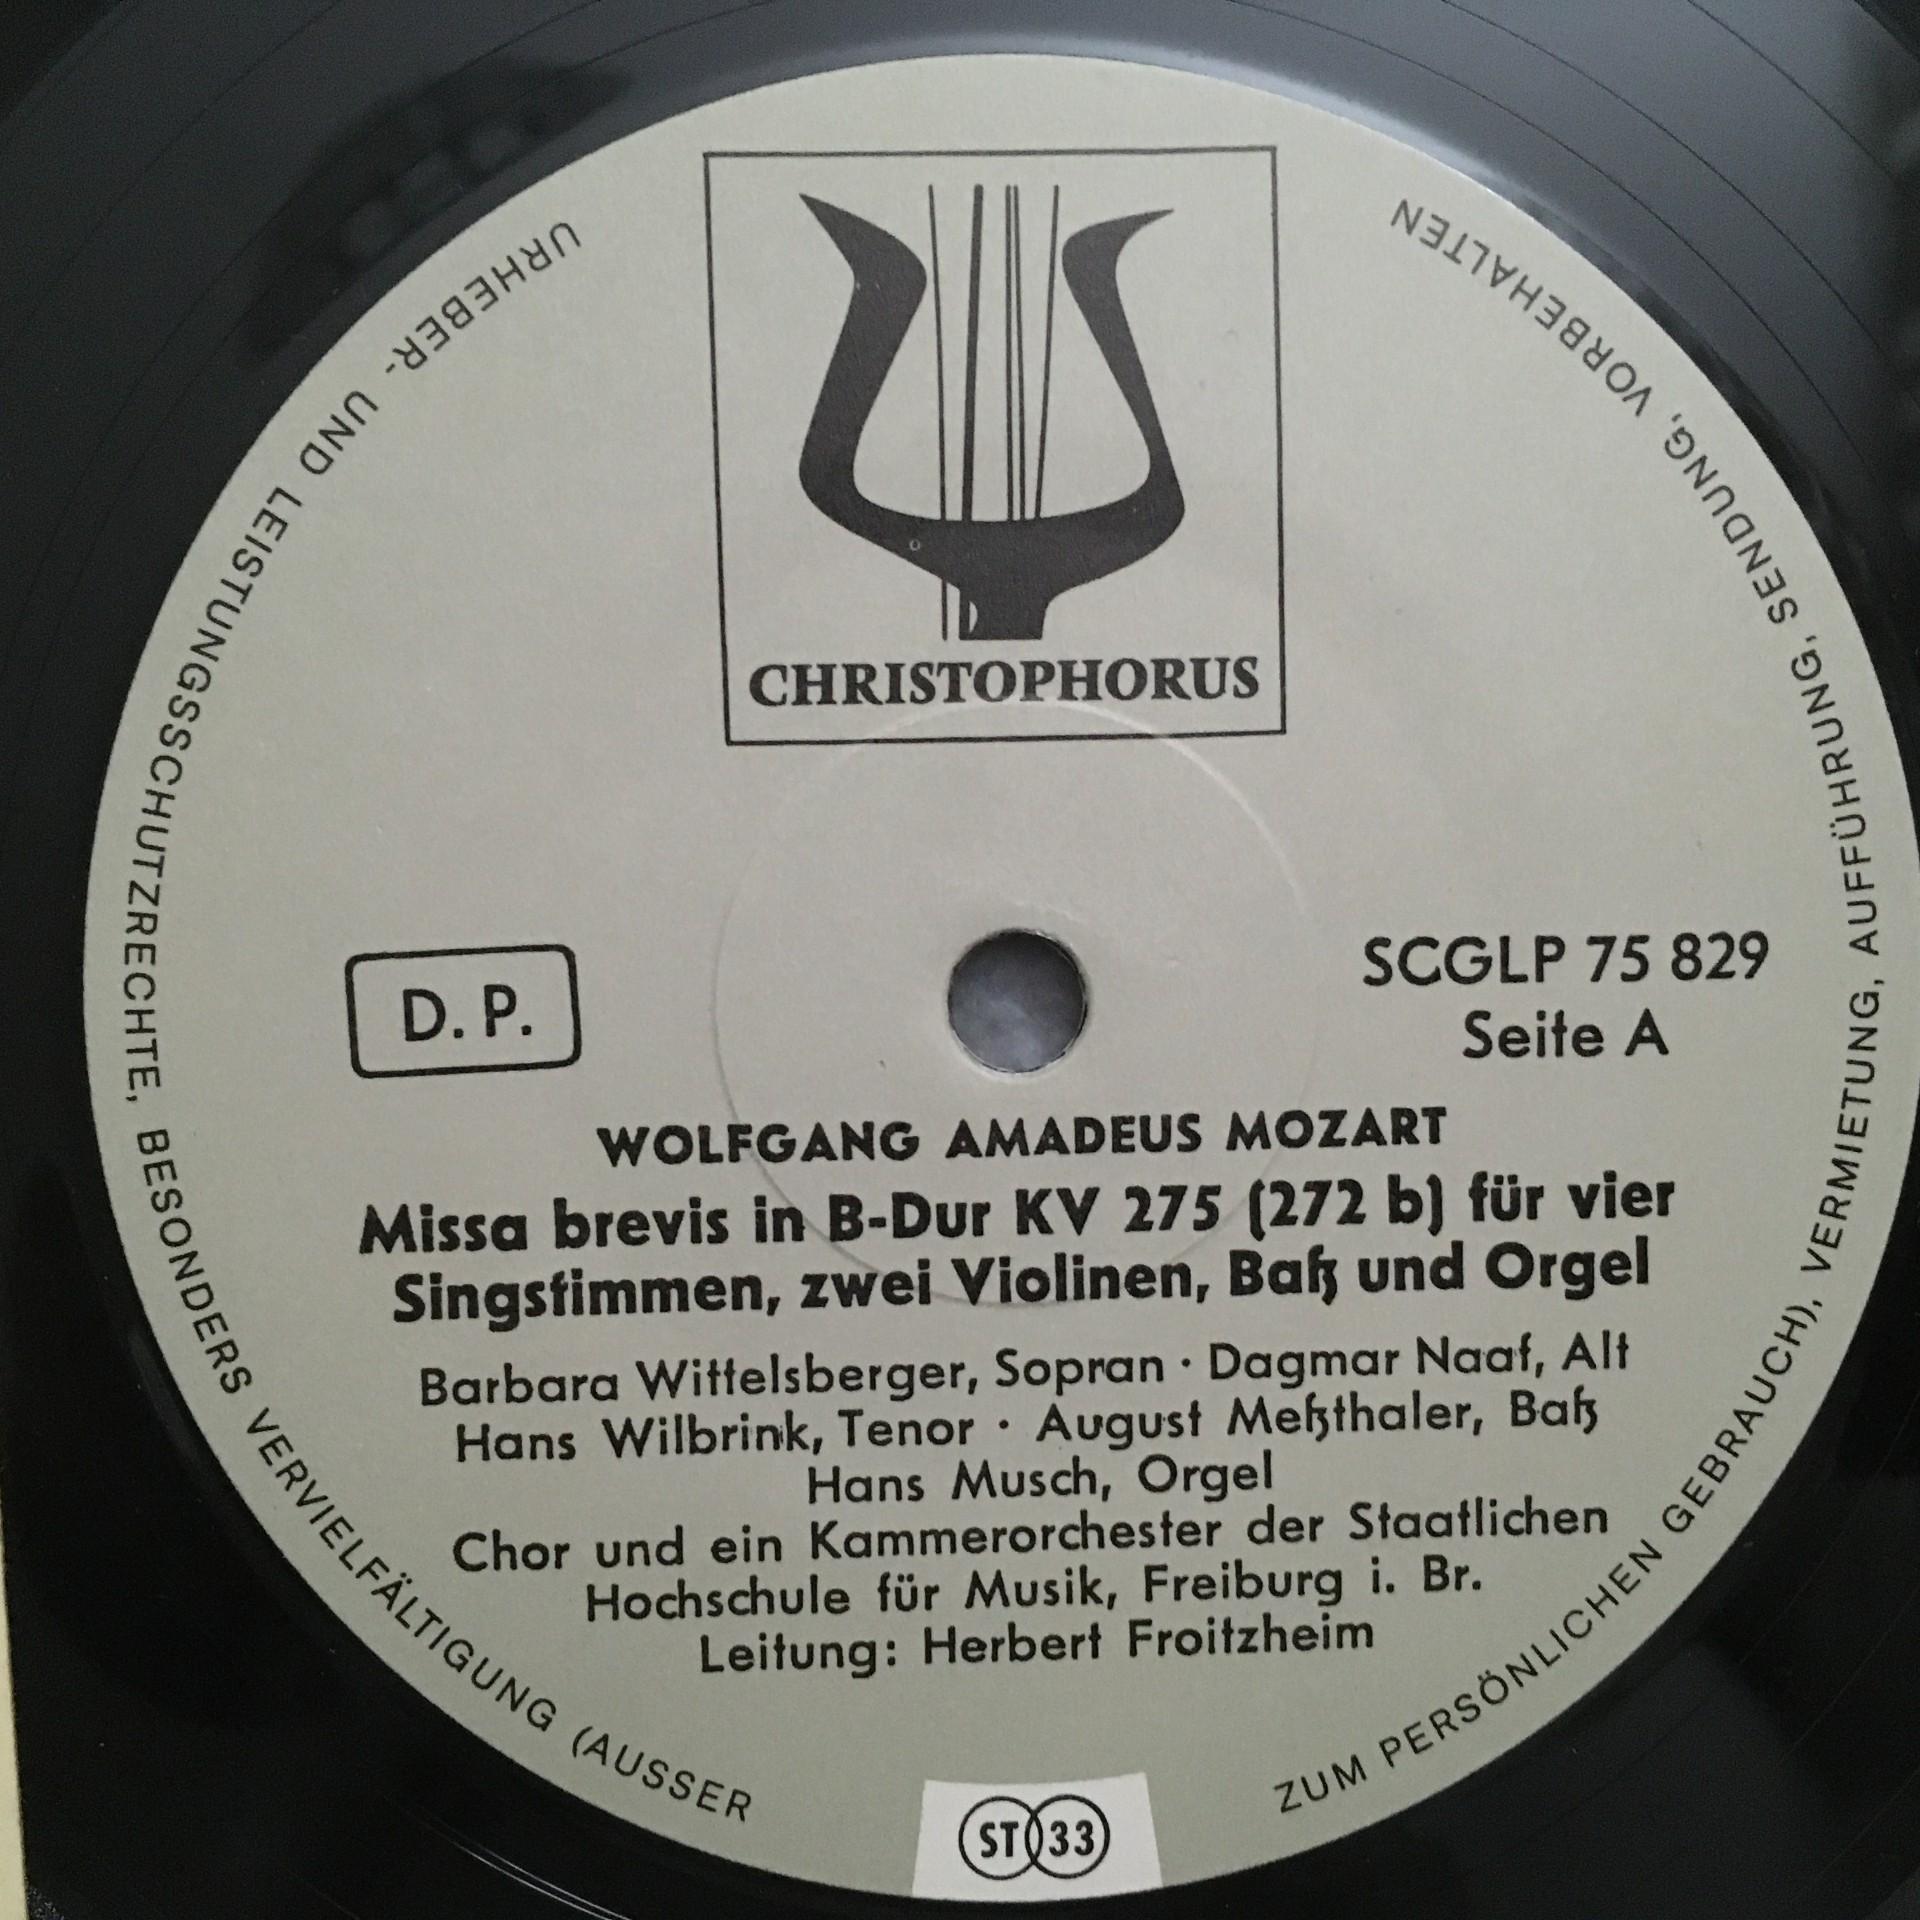 CHRISTOPHORUS
D. P.
SCGLP 75 829
Seite A
WOLFGANG AMADEUS MOZART
Missa brevis in B-Dur KV 275 (272 b) für vier
Singstimmen, zwei Violinen, Baß und Orgel
Barbara Wittelsberger, Sopran · Dagmar Naaf, Alt
Hans Wilbrink, Tenor · August Meßthaler, Baß
Hans Musch, Orgel
Chor und ein Kammerorchester der Staatlichen
Hochschule für Musik, Freiburg i. Br.
Leitung: Herbert Froitzheim
ST 33
URHEBER- UND LEISTUNGSSCHUTZRECHTE, BESONDERS VERVIELFÄLTIGUNG (AUSSER ZUM PERSÖNLICHEN GEBRAUCH), VERMIETUNG, AUFFÜHRUNG, SENDUNG, VORBEHALTEN